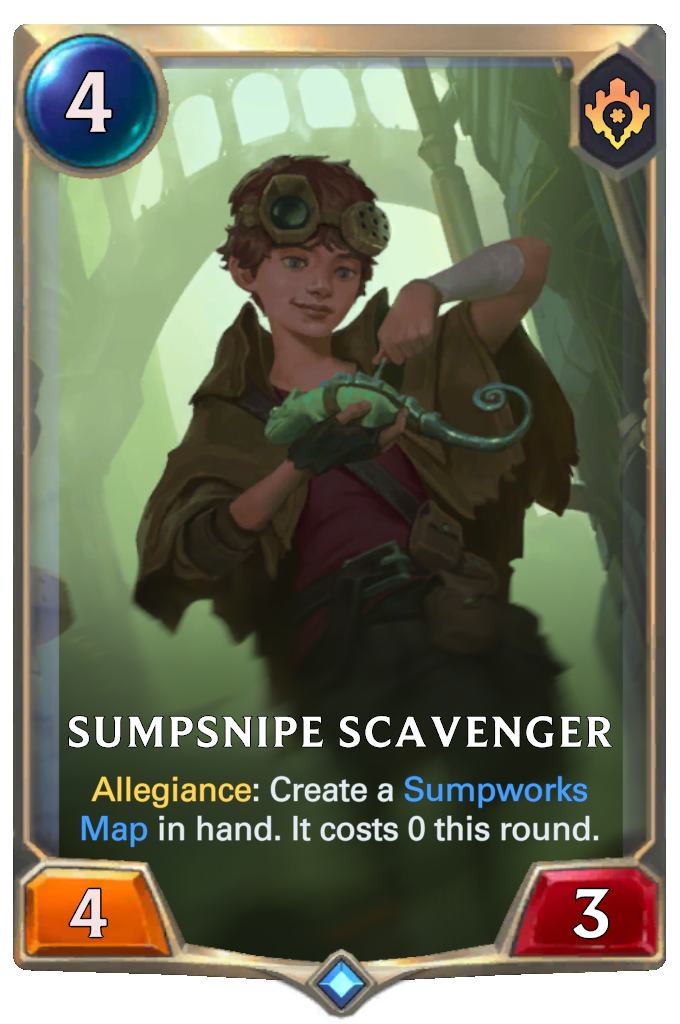 4
SUMPSNIPE SCAVENGER
Allegiance: Create a Sumpworks
Map in hand. It costs 0 this round.
4 3